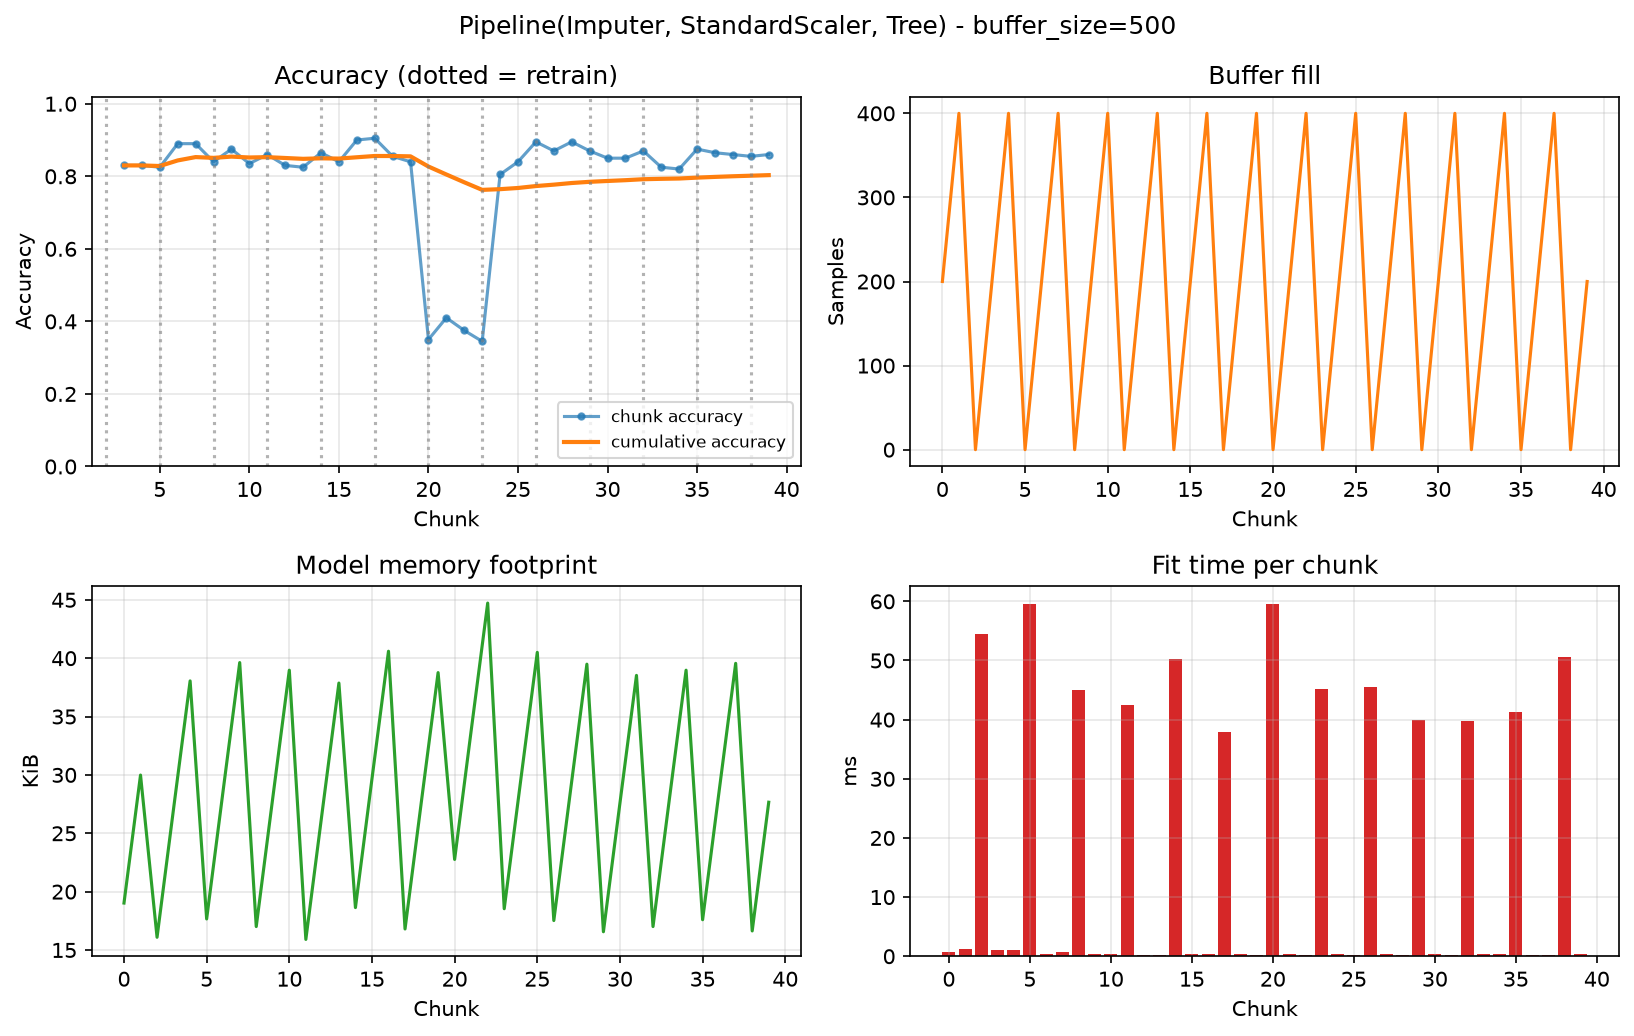 Pipeline(Imputer, StandardScaler, Tree) - buffer_size=500
Accuracy (dotted = retrain)
1.0
0.8
0.6
0.4
0.2
0.0
Accuracy
chunk accuracy
cumulative accuracy
5 10 15 20 25 30 35 40
Chunk
Buffer fill
400
300
200
100
0
Samples
0 5 10 15 20 25 30 35 40
Chunk
Model memory footprint
45
40
35
30
25
20
15
KiB
0 5 10 15 20 25 30 35 40
Chunk
Fit time per chunk
60
50
40
30
20
10
0
ms
0 5 10 15 20 25 30 35 40
Chunk